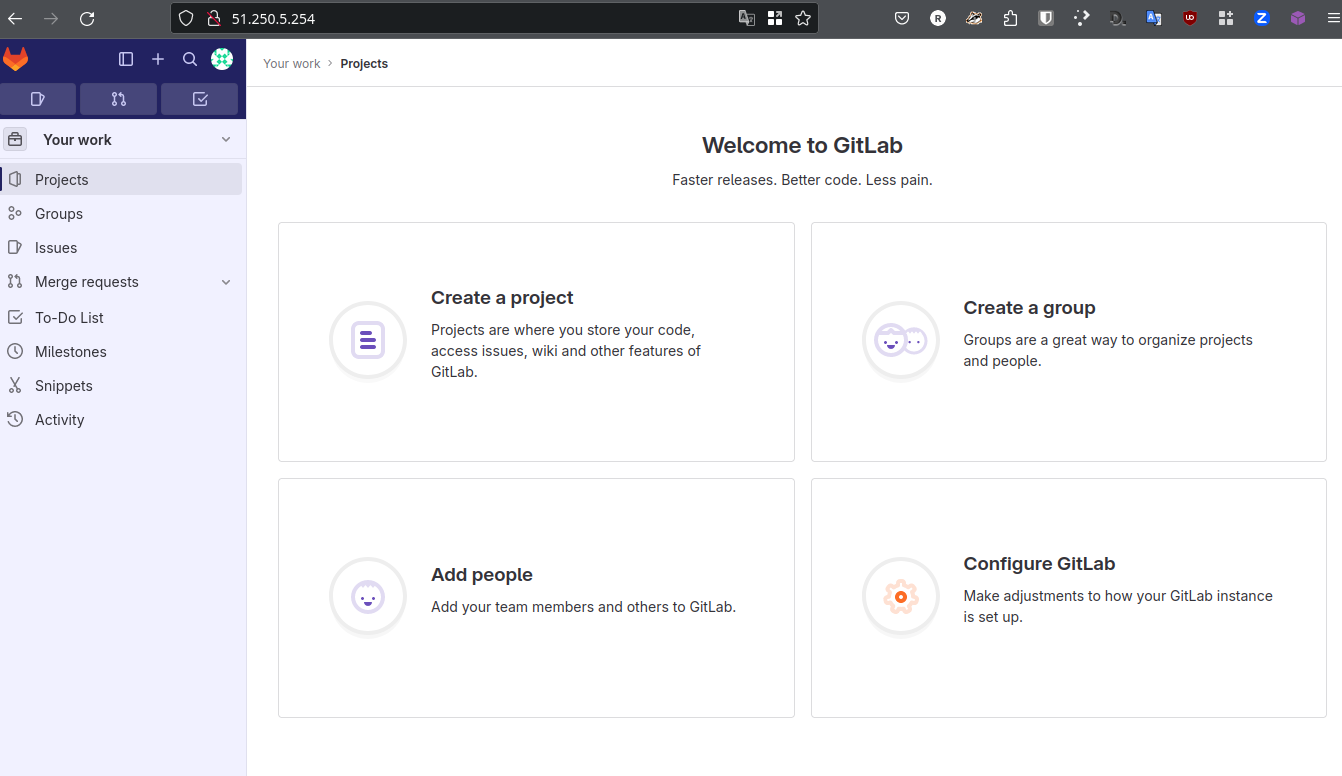 51.250.5.254
Your work › Projects
Your work
Projects
Groups
Issues
Merge requests
To-Do List
Milestones
Snippets
Activity
Welcome to GitLab
Faster releases. Better code. Less pain.
Create a project
Projects are where you store your code,
access issues, wiki and other features of
GitLab.
Create a group
Groups are a great way to organize projects
and people.
Add people
Add your team members and others to GitLab.
Configure GitLab
Make adjustments to how your GitLab instance
is set up.